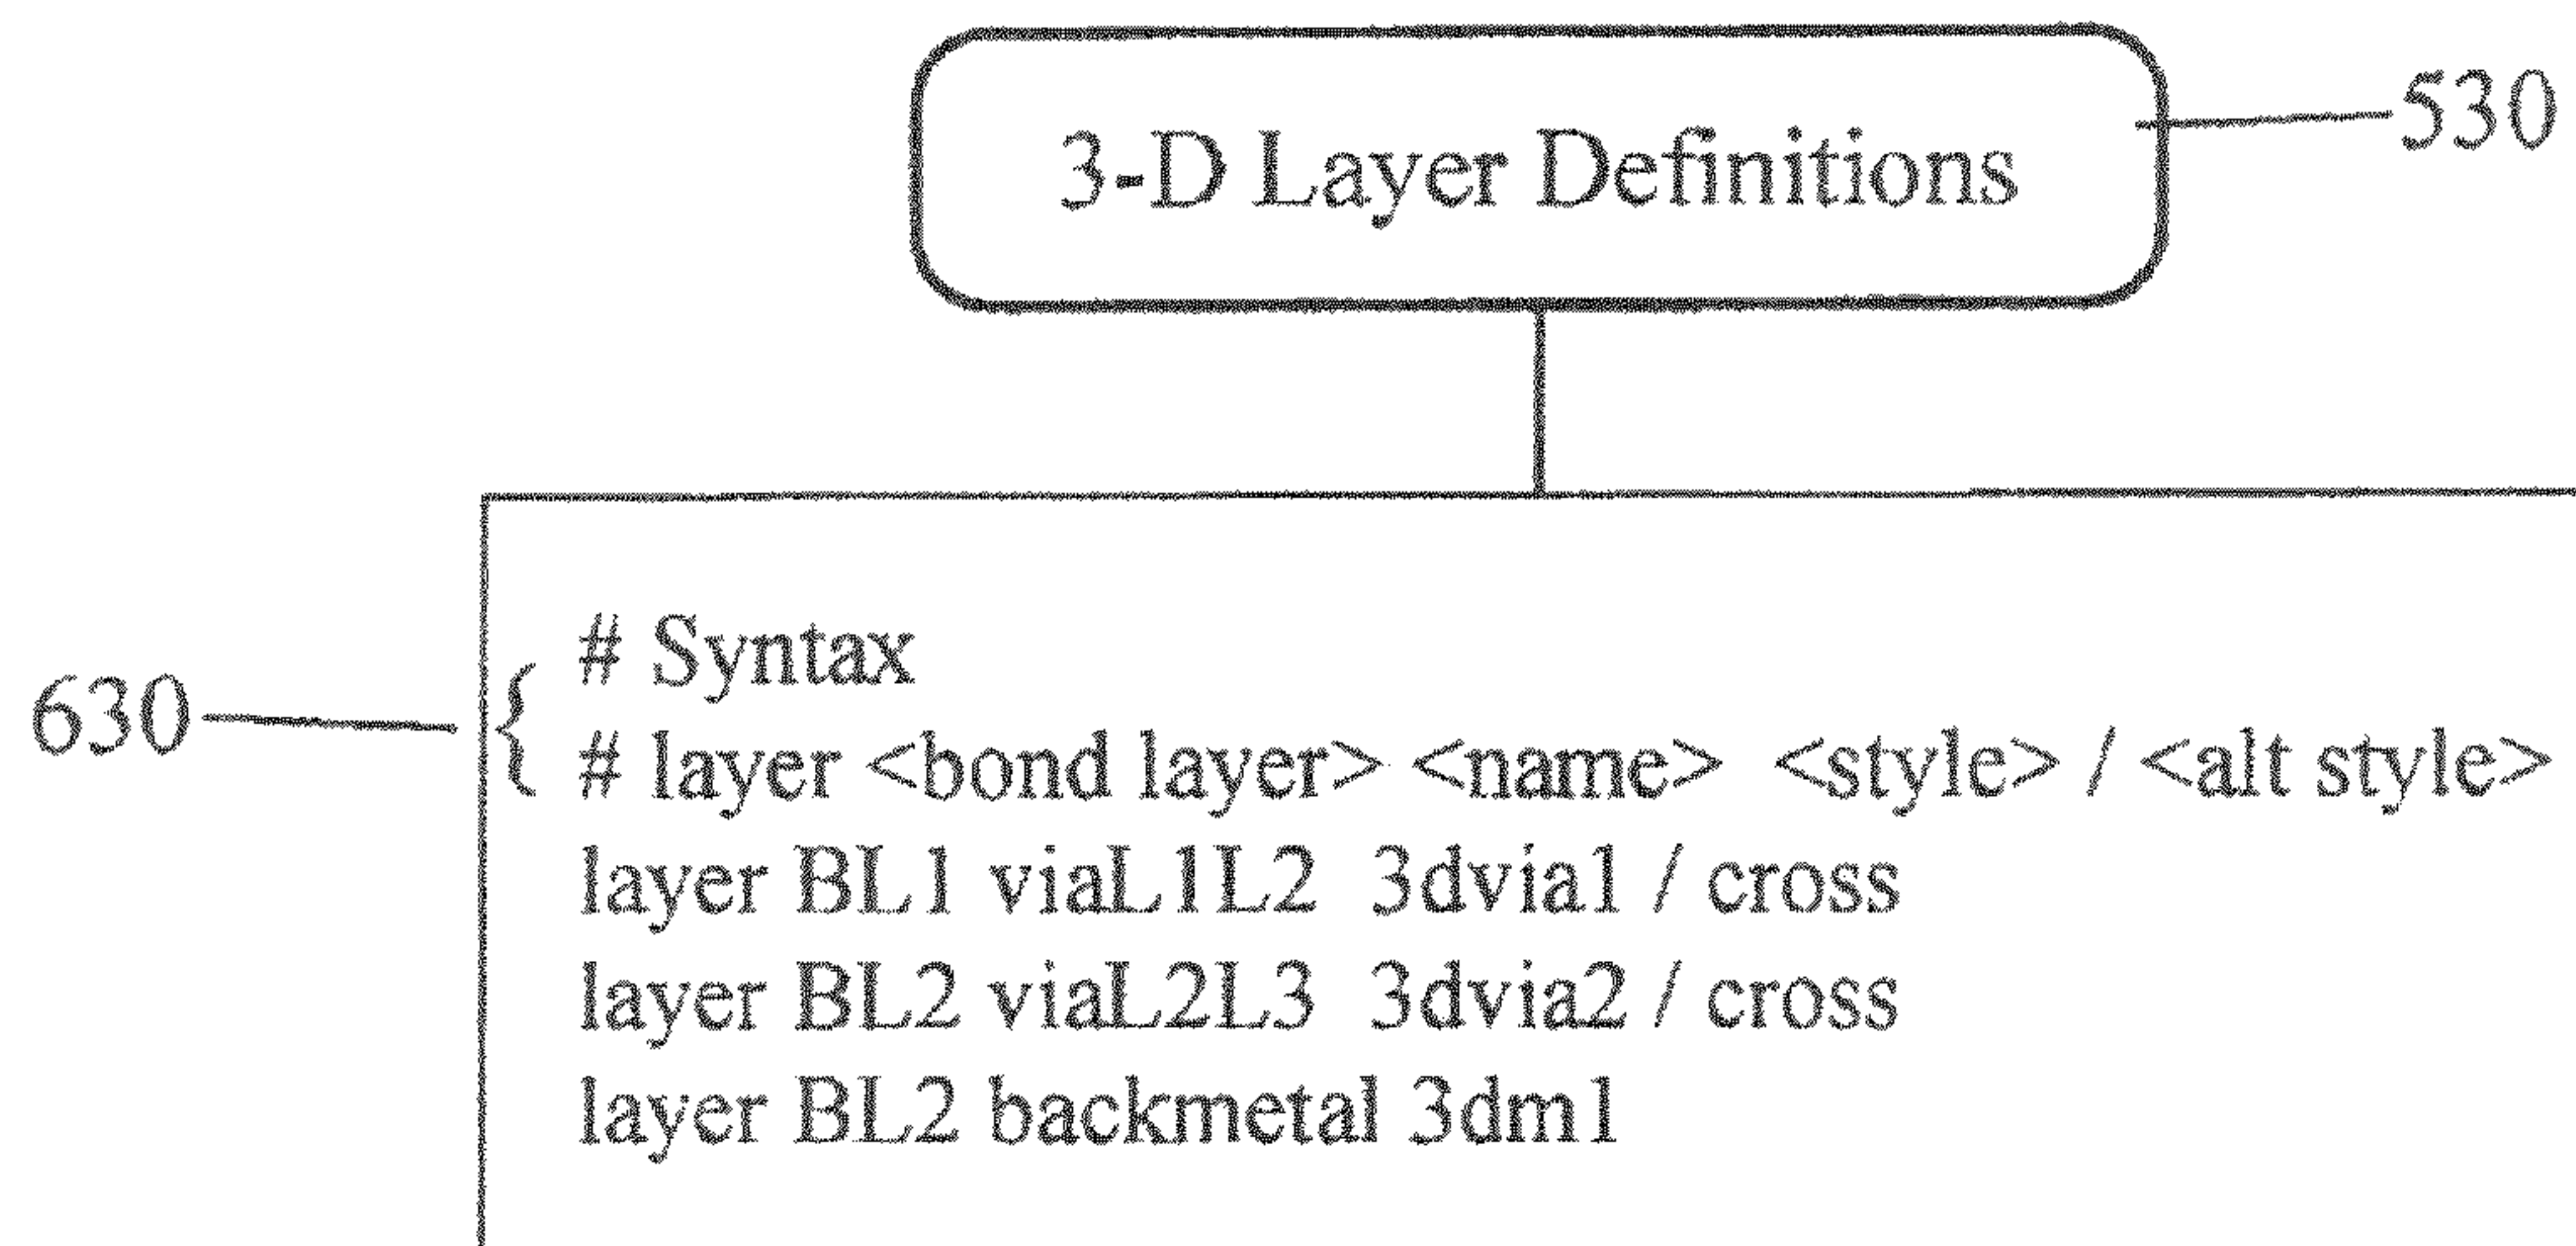 3-D Layer Definitions
530
630
# Syntax
# layer <bond layer> <name> <style> / <alt style>
layer BL1 viaL1L2 3dvia1 / cross
layer BL2 viaL2L3 3dvia2 / cross
layer BL2 backmetal 3dm1